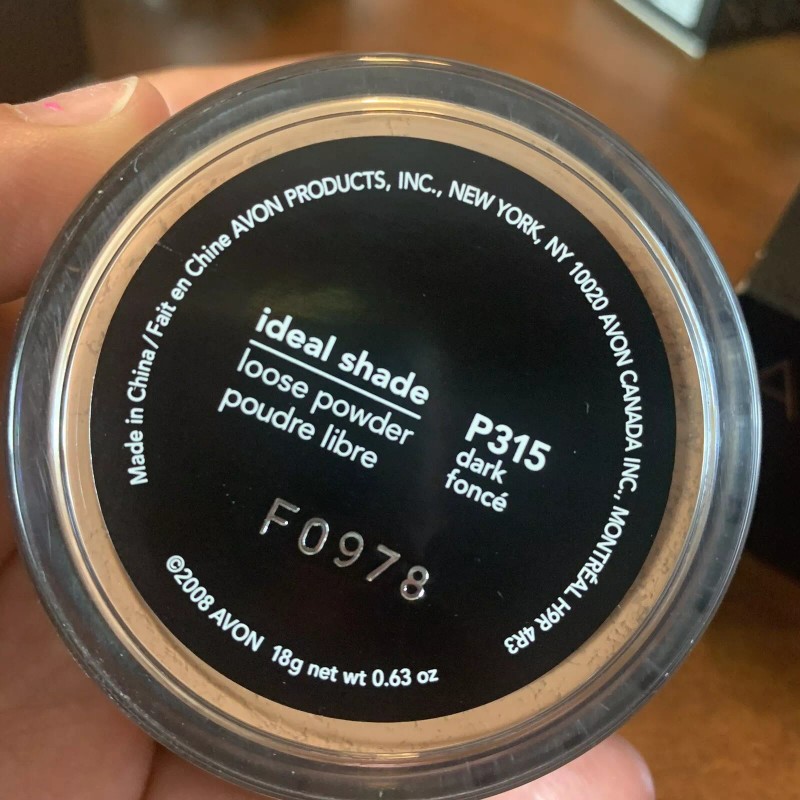 Made in China/Fait en Chine AVON PRODUCTS, INC., NEW YORK, NY 10020 AVON CANADA INC., MONTRÉAL H9R 4R3
ideal shade
loose powder
poudre libre
P315
dark
foncé
F0978
©2008 AVON 18g net wt 0.63 oz